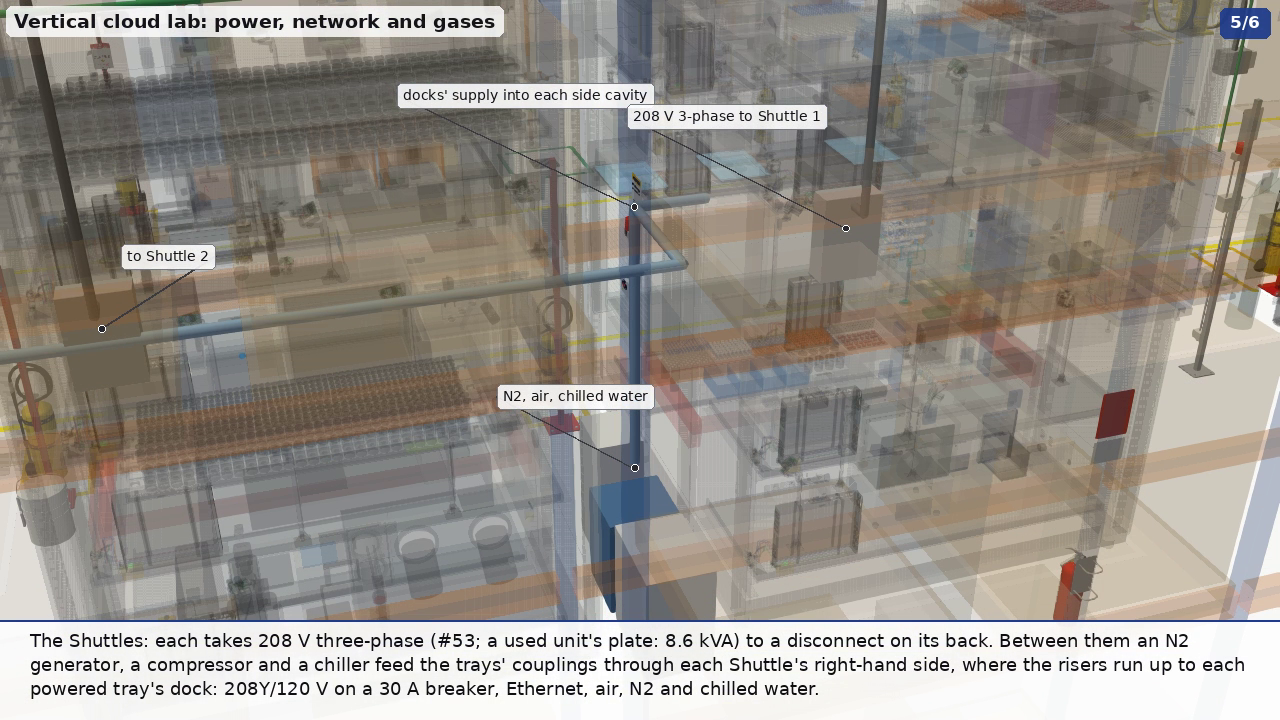 Vertical cloud lab: power, network and gases
5/6
docks' supply into each side cavity
208 V 3-phase to Shuttle 1
to Shuttle 2
N2, air, chilled water
The Shuttles: each takes 208 V three-phase (#53; a used unit's plate: 8.6 kVA) to a disconnect on its back. Between them an N2
generator, a compressor and a chiller feed the trays' couplings through each Shuttle's right-hand side, where the risers run up to each
powered tray's dock: 208Y/120 V on a 30 A breaker, Ethernet, air, N2 and chilled water.